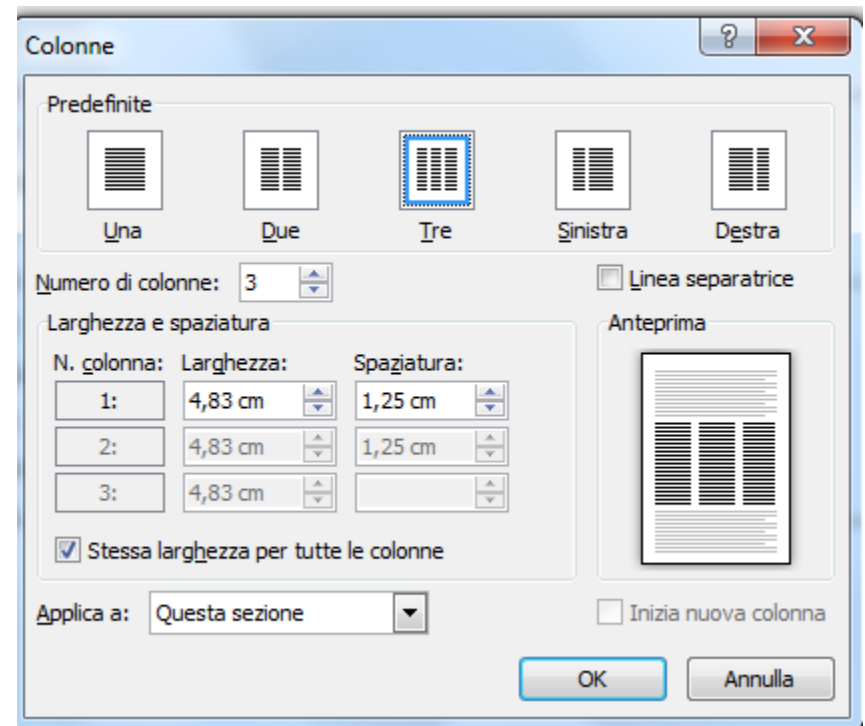 Colonne
Predefinite
Una Due Tre Sinistra Destra
Numero di colonne: 3 Linea separatrice
Larghezza e spaziatura Anteprima
N. colonna: Larghezza: Spaziatura:
1: 4,83 cm 1,25 cm
2: 4,83 cm 1,25 cm
3: 4,83 cm
Stessa larghezza per tutte le colonne
Applica a: Questa sezione Inizia nuova colonna
OK Annulla